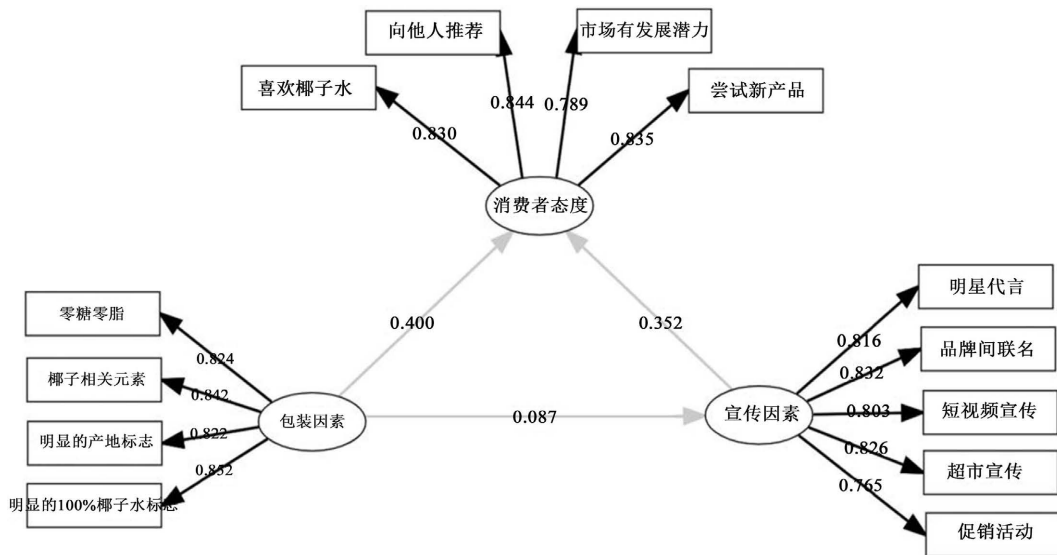 向他人推荐
市场有发展潜力
喜欢椰子水
尝试新产品
0.844
0.789
0.830
0.835
消费者态度
0.400
0.352
零糖零脂
椰子相关元素
明显的产地标志
明显的100%椰子水标志
0.824
0.842
0.822
0.852
包装因素
0.087
宣传因素
0.816
0.832
0.803
0.826
0.765
明星代言
品牌间联名
短视频宣传
超市宣传
促销活动